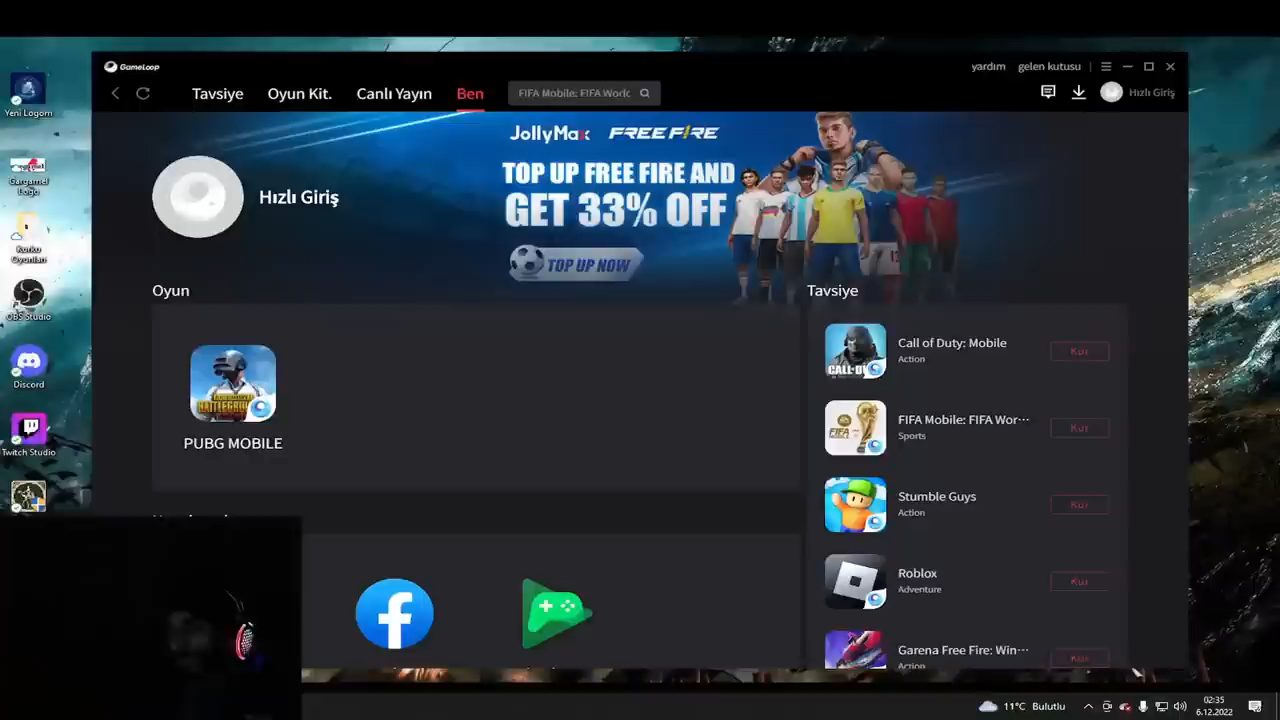 GameLoop
yardım
gelen kutusu
Tavsiye
Oyun Kit.
Canlı Yayın
Ben
FIFA Mobile: FIFA World
Hızlı Giriş
Yeni Logom
Gargamel
Logo
Korku
Oyunları
OBS Studio
Discord
Twitch Studio
Hızlı Giriş
JollyMax FREE FIRE
TOP UP FREE FIRE AND
GET 33% OFF
TOP UP NOW
Oyun
PUBG MOBILE
Tavsiye
Call of Duty: Mobile
Action
Kur
FIFA Mobile: FIFA Wor···
Sports
Kur
Stumble Guys
Action
Kur
Roblox
Adventure
Kur
Garena Free Fire: Win···
Action
Kur
11°C Bulutlu
02:35
6.12.2022